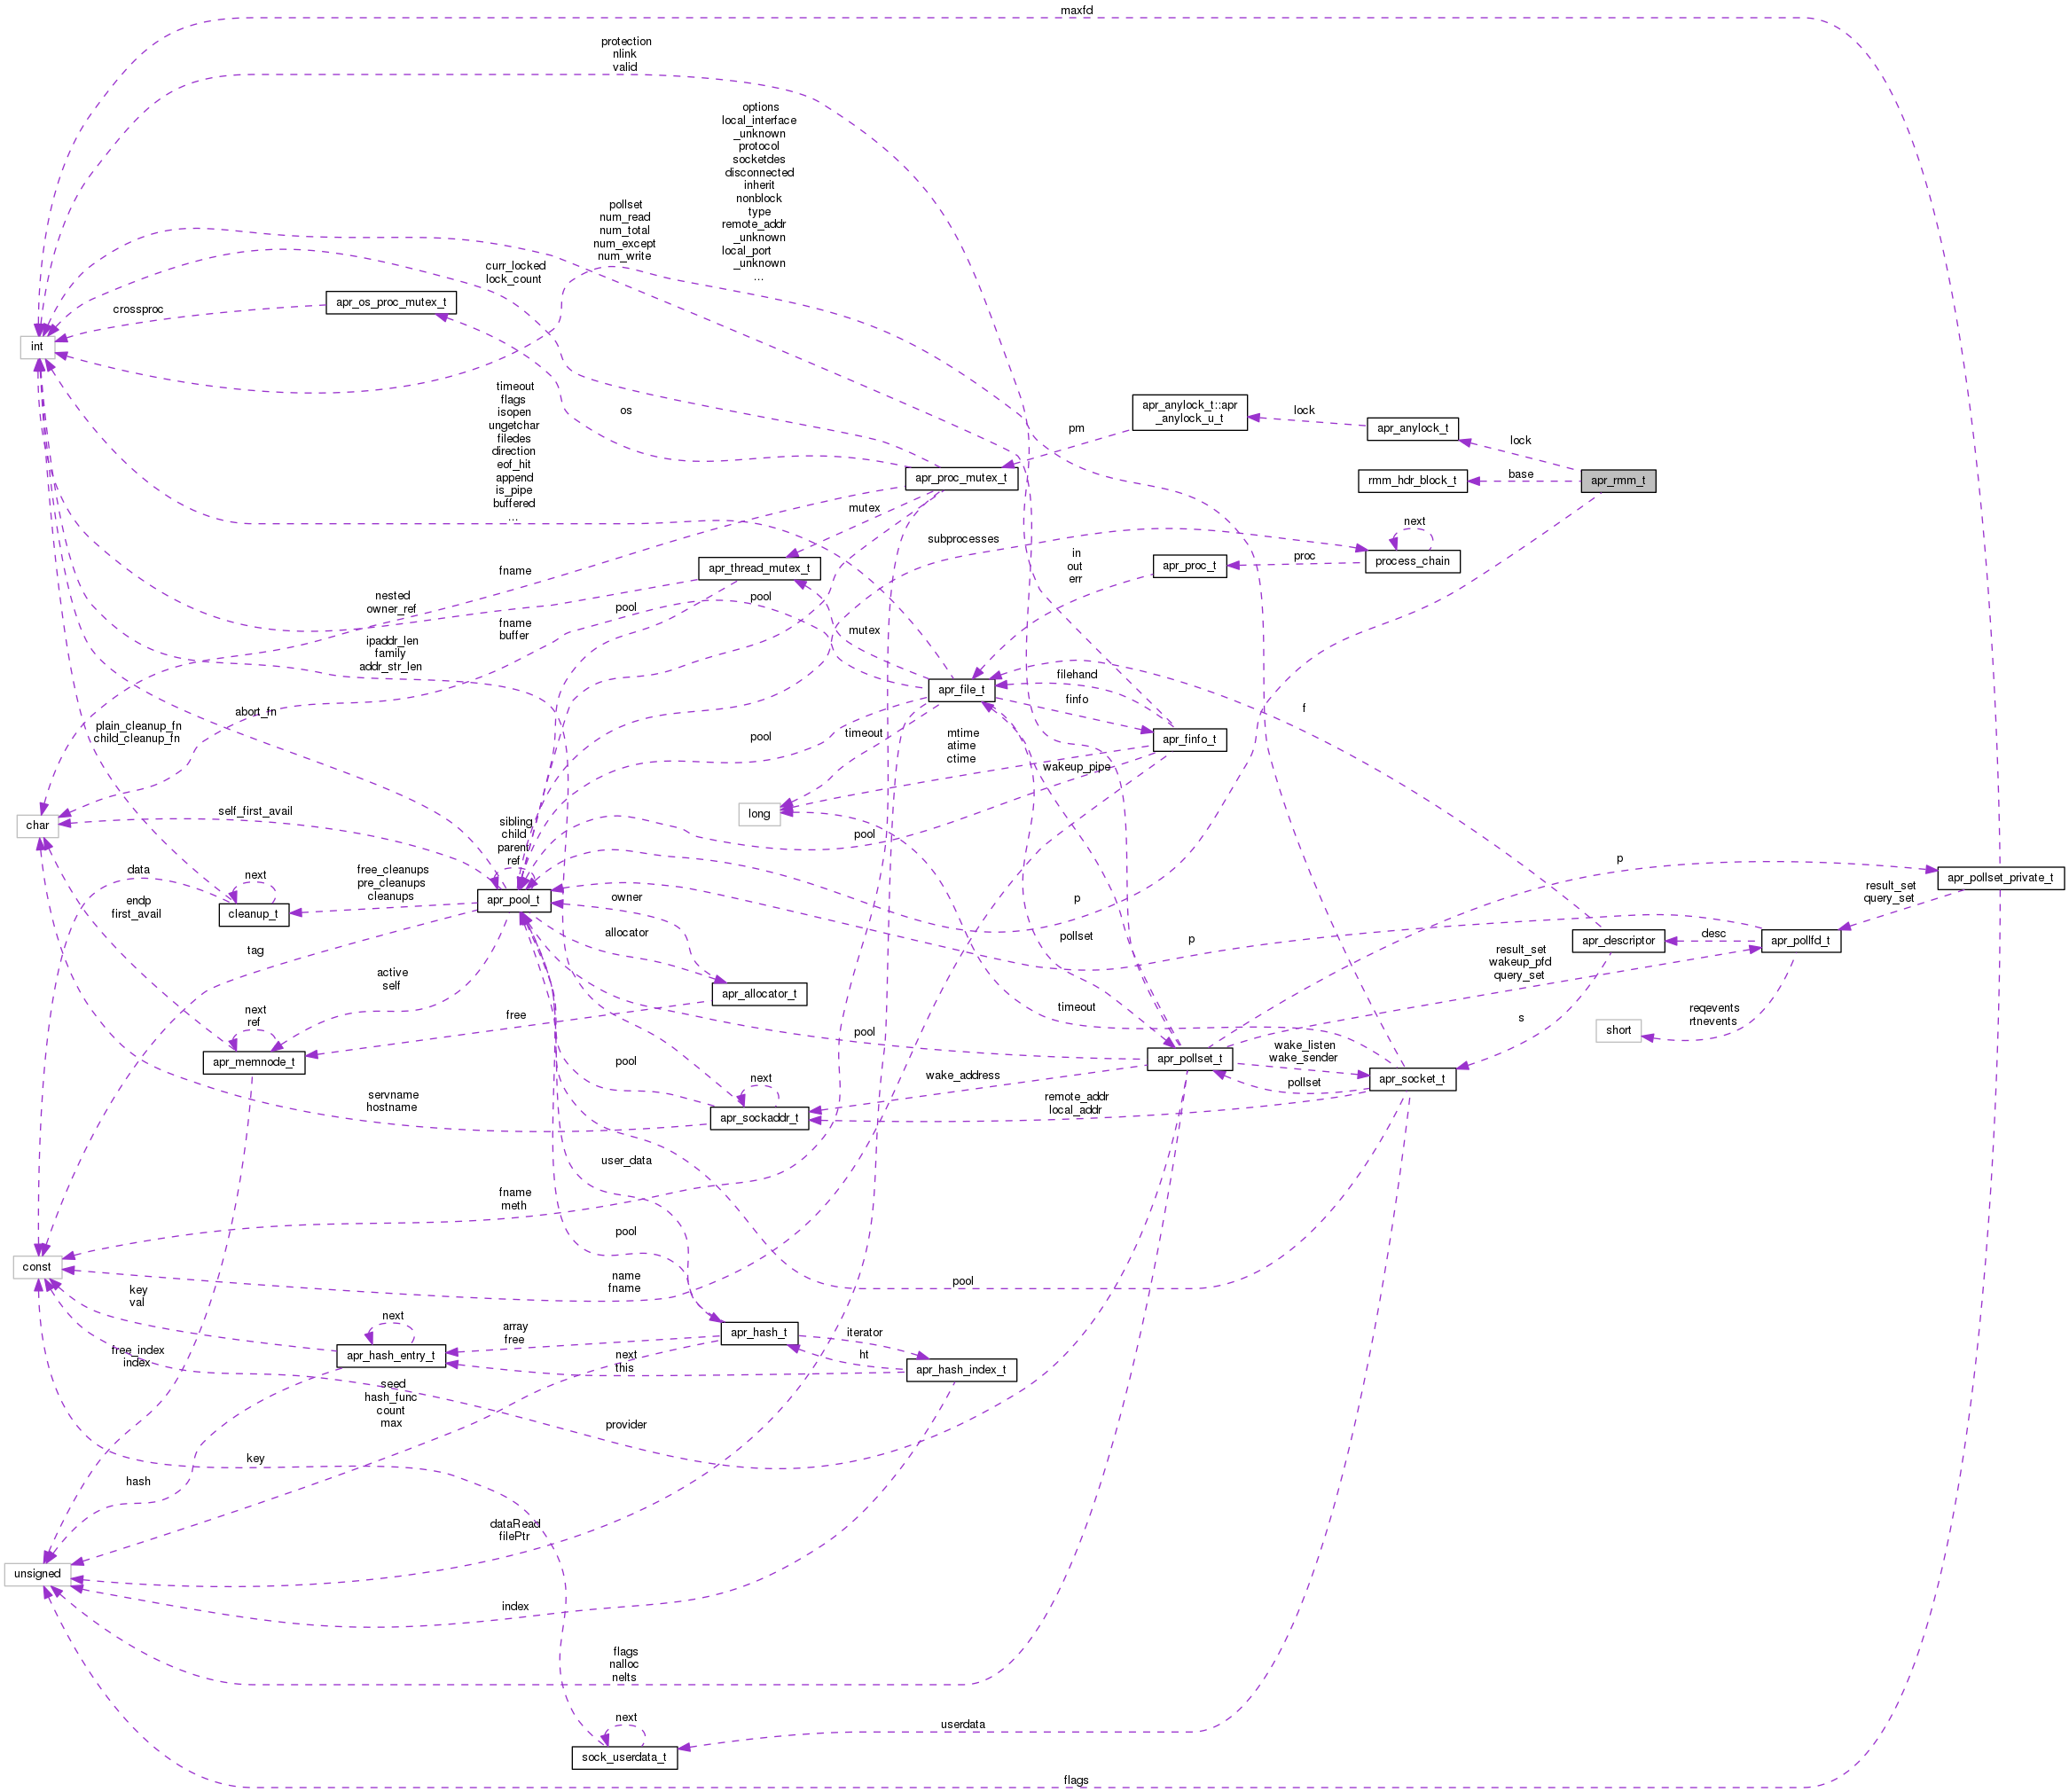 maxfd
protection
nlink
valid
options
local_interface
_unknown
protocol
socketdes
disconnected
inherit
nonblock
type
remote_addr
_unknown
local_port
_unknown
...
pollset
num_read
num_total
num_except
num_write
curr_locked
lock_count
apr_os_proc_mutex_t
crossproc
int
timeout
flags
isopen
ungetchar
filedes
direction
eof_hit
append
is_pipe
buffered
...
os
apr_anylock_t::apr
_anylock_u_t
lock
apr_anylock_t
pm
lock
apr_proc_mutex_t
rmm_hdr_block_t
base
apr_rmm_t
mutex
subprocesses
next
in
out
err
proc
process_chain
apr_proc_t
apr_thread_mutex_t
fname
nested
owner_ref
pool
pool
fname
buffer
mutex
ipaddr_len
family
addr_str_len
filehand
apr_file_t
finfo
f
abort_fn
plain_cleanup_fn
child_cleanup_fn
pool
timeout
mtime
atime
ctime
apr_finfo_t
wakeup_pipe
long
self_first_avail
char
sibling
child
parent
ref
pool
p
data
next
free_cleanups
pre_cleanups
cleanups
apr_pollset_private_t
result_set
query_set
endp
first_avail
cleanup_t
apr_pool_t
owner
p
allocator
pollset
p
apr_descriptor
desc
apr_pollfd_t
tag
result_set
wakeup_pfd
query_set
active
self
apr_allocator_t
timeout
reqevents
rtnevents
next
ref
free
s
short
pool
apr_memnode_t
apr_pollset_t
wake_listen
wake_sender
pool
wake_address
next
pollset
apr_socket_t
servname
hostname
remote_addr
local_addr
apr_sockaddr_t
user_data
fname
meth
pool
const
name
fname
pool
key
val
next
array
free
apr_hash_t
iterator
apr_hash_entry_t
free_index
index
next
this
ht
apr_hash_index_t
seed
hash_func
count
max
provider
key
hash
dataRead
filePtr
unsigned
index
flags
nalloc
nelts
next
userdata
sock_userdata_t
flags